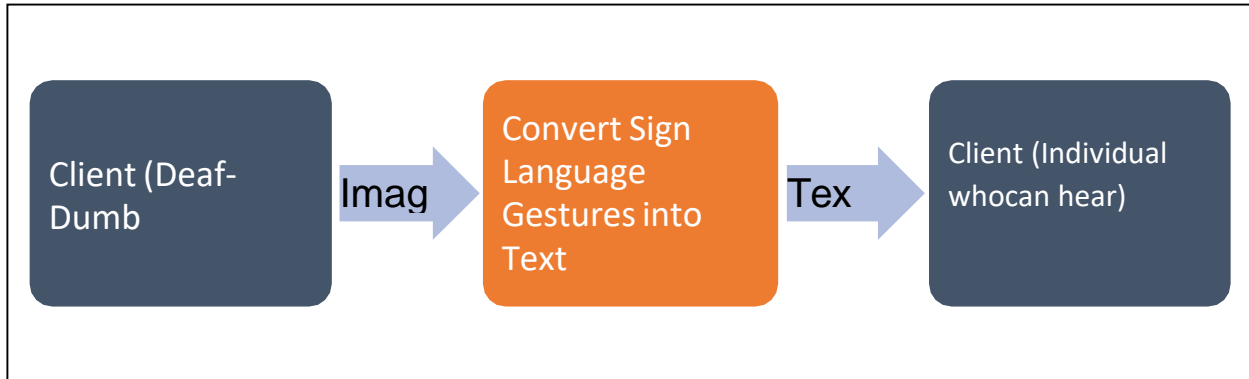 Client (Deaf-
Dumb
Imag
Convert Sign
Language
Gestures into
Text
Tex
Client (Individual
whocan hear)